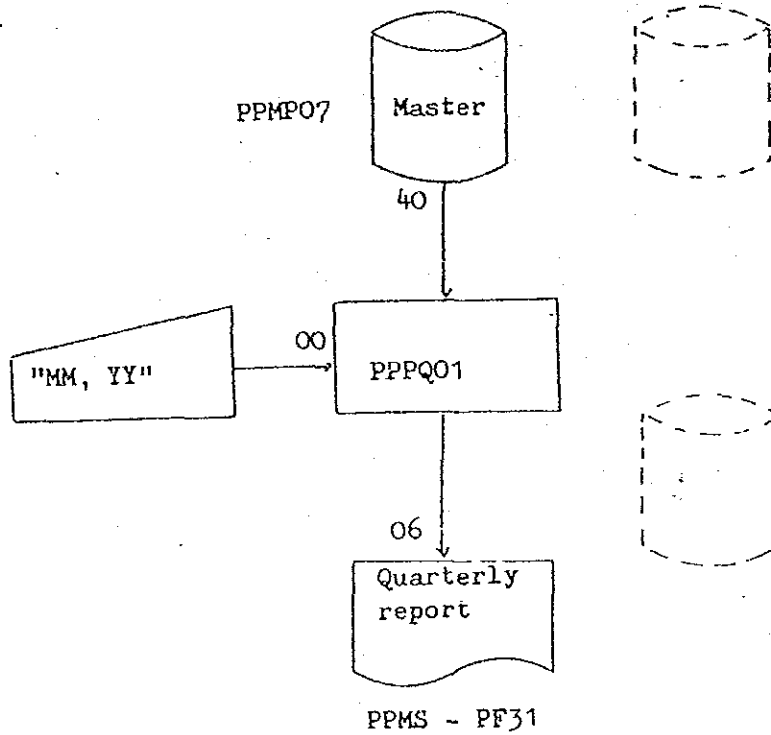 PPMP07
Master
40
"MM, YY"
00
PPPQ01
06
Quarterly
report
PPMS - PF31